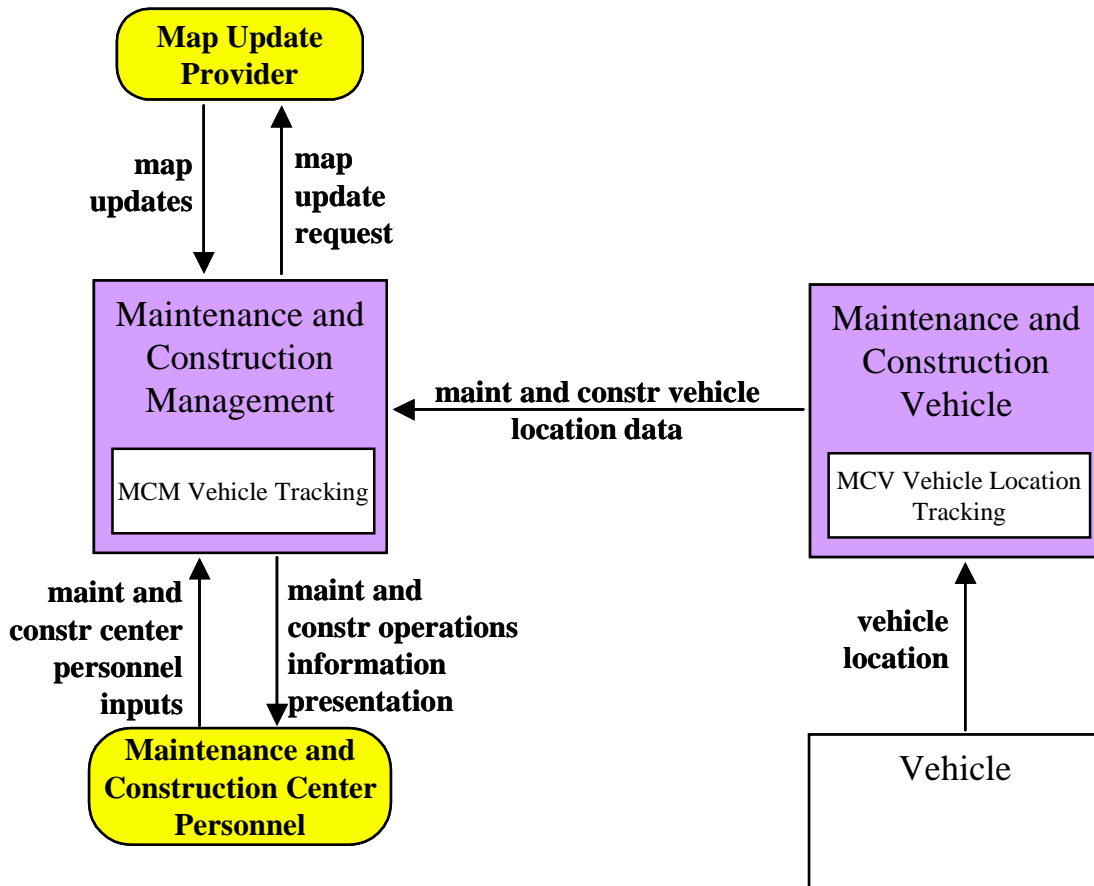 Map Update
Provider
map
updates
map
update
request
Maintenance and
Construction
Management
MCM Vehicle Tracking
maint and constr vehicle
location data
Maintenance and
Construction
Vehicle
MCV Vehicle Location
Tracking
maint and
constr center
personnel
inputs
maint and
constr operations
information
presentation
vehicle
location
Maintenance and
Construction Center
Personnel
Vehicle